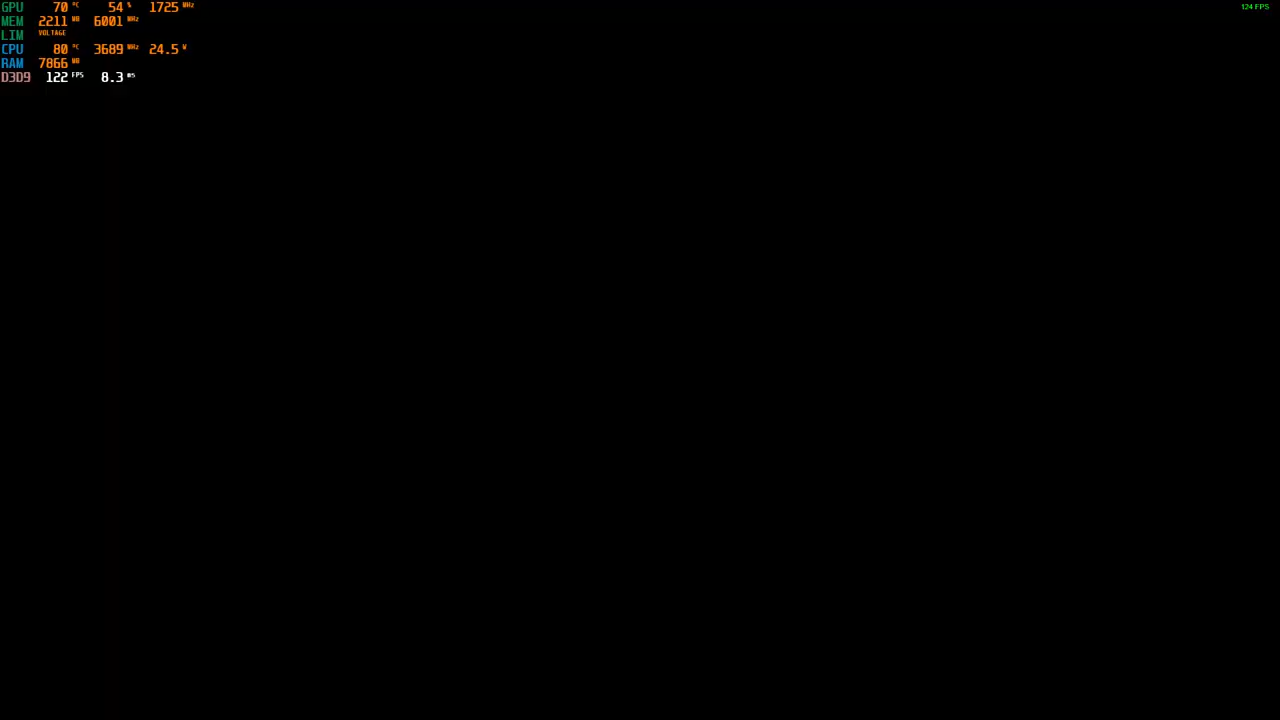 GPU 70 °C 54 % 1725 MHz
MEM 2211 MB 6001 MHz
LIM VOLTAGE
CPU 80 °C 3689 MHz 24.5 W
RAM 7866 MB
D3D9 122 FPS 8.3 ms
124 FPS